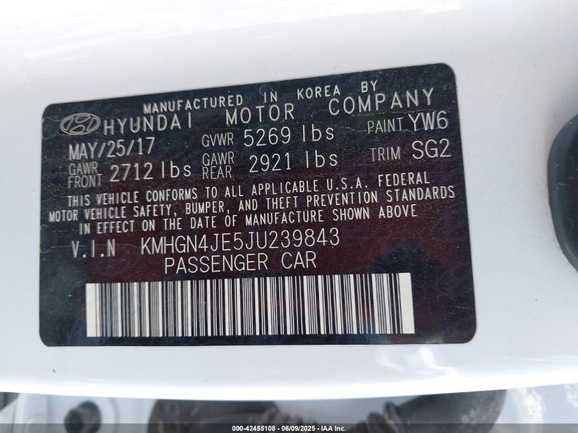 MANUFACTURED IN KOREA BY
HYUNDAI MOTOR COMPANY
MAY/25/17 GVWR 5269 lbs PAINT YW6
GAWR FRONT 2712 lbs GAWR REAR 2921 lbs TRIM SG2
THIS VEHICLE CONFORMS TO ALL APPLICABLE U.S.A. FEDERAL
MOTOR VEHICLE SAFETY, BUMPER, AND THEFT PREVENTION STANDARDS
IN EFFECT ON THE DATE OF MANUFACTURE SHOWN ABOVE
V.I.N KMHGN4JE5JU239843
PASSENGER CAR
000-42455108 - 06/09/2025 - IAA Inc.